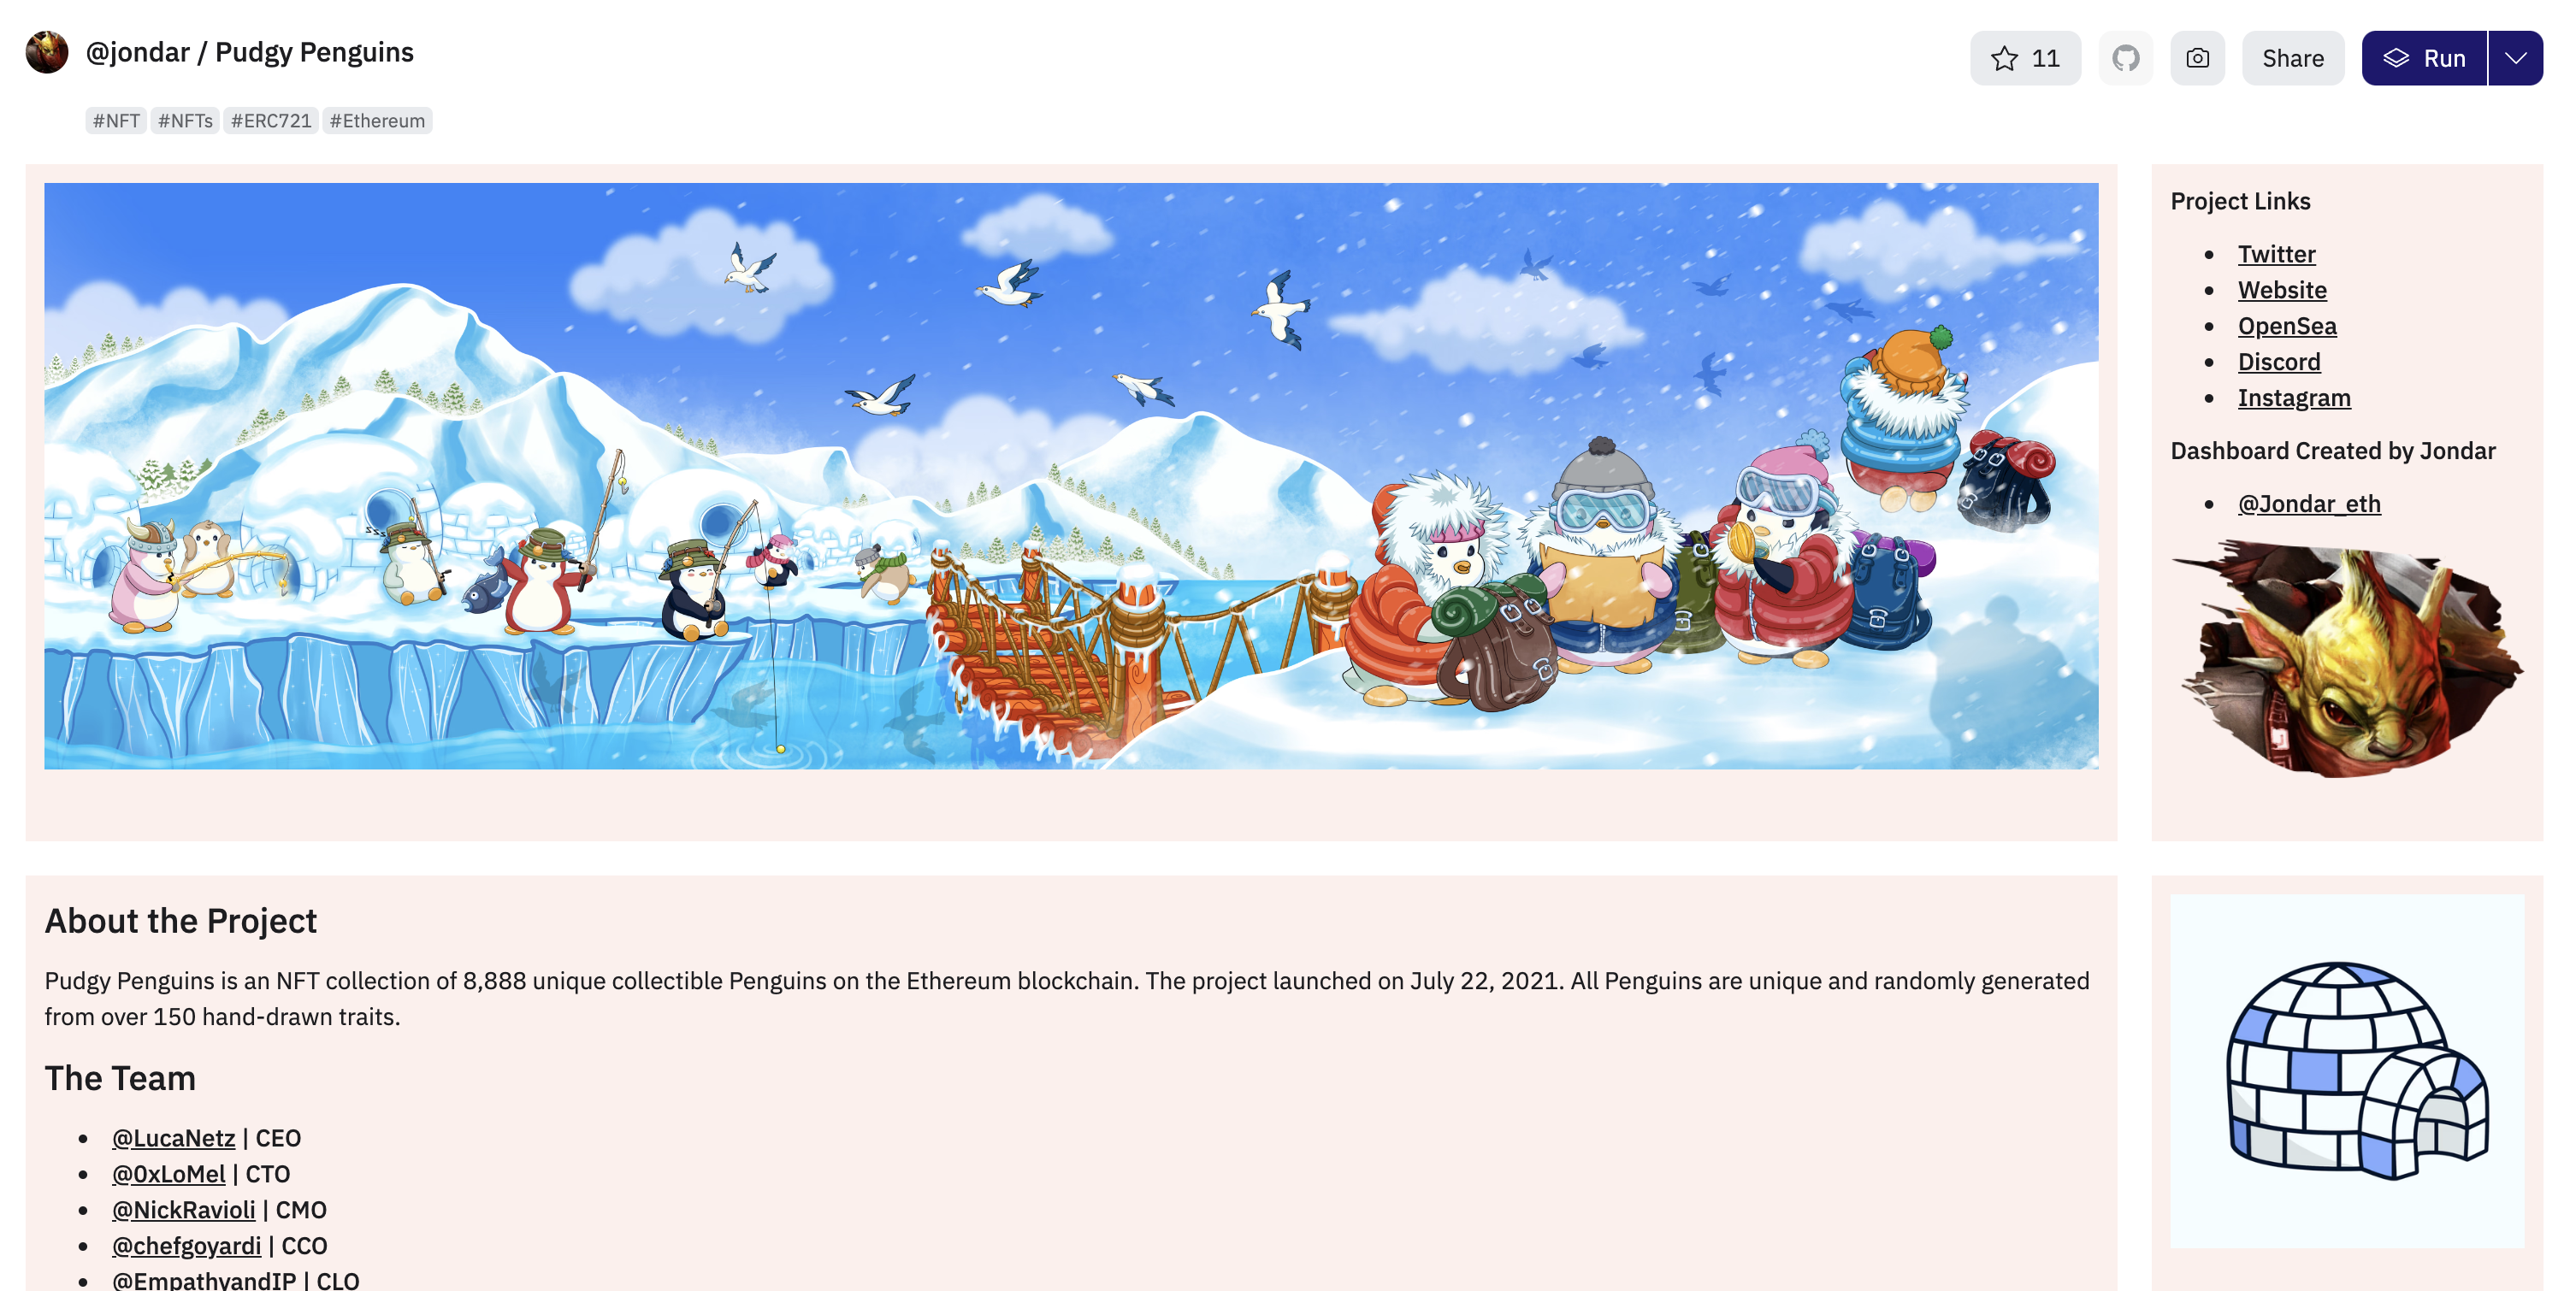 @jondar / Pudgy Penguins
11
Share
Run
#NFT #NFTs #ERC721 #Ethereum
zzz
Project Links
Twitter
Website
OpenSea
Discord
Instagram
Dashboard Created by Jondar
@Jondar_eth
About the Project
Pudgy Penguins is an NFT collection of 8,888 unique collectible Penguins on the Ethereum blockchain. The project launched on July 22, 2021. All Penguins are unique and randomly generated
from over 150 hand-drawn traits.
The Team
@LucaNetz | CEO
@0xLoMel | CTO
@NickRavioli | CMO
@chefgoyardi | CCO
@EmpathyandIP | CLO